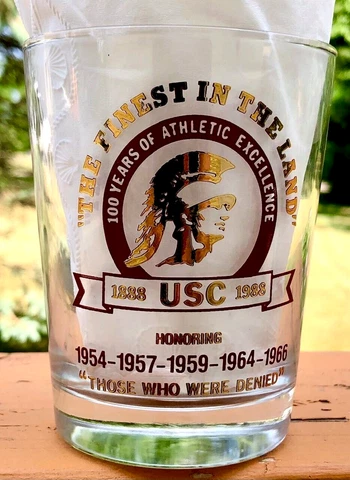 "THE FINEST IN THE LAND"
100 YEARS OF ATHLETIC EXCELLENCE
1888 USC 1988
HONORING
1954-1957-1959-1964-1966
"THOSE WHO WERE DENIED"